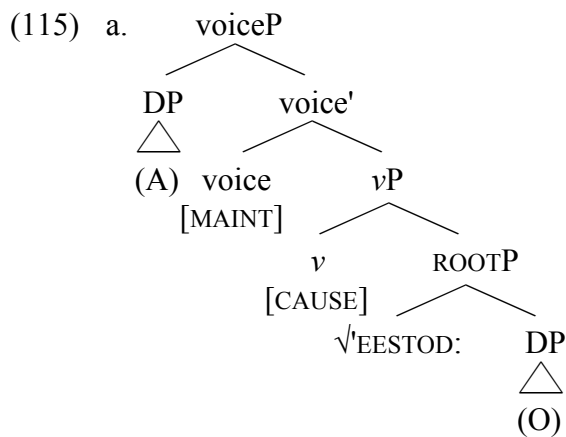 (115) a. voiceP
DP voice'
(A) voice vP
[MAINT]
v ROOTP
[CAUSE]
√'EESTOD: DP
(O)